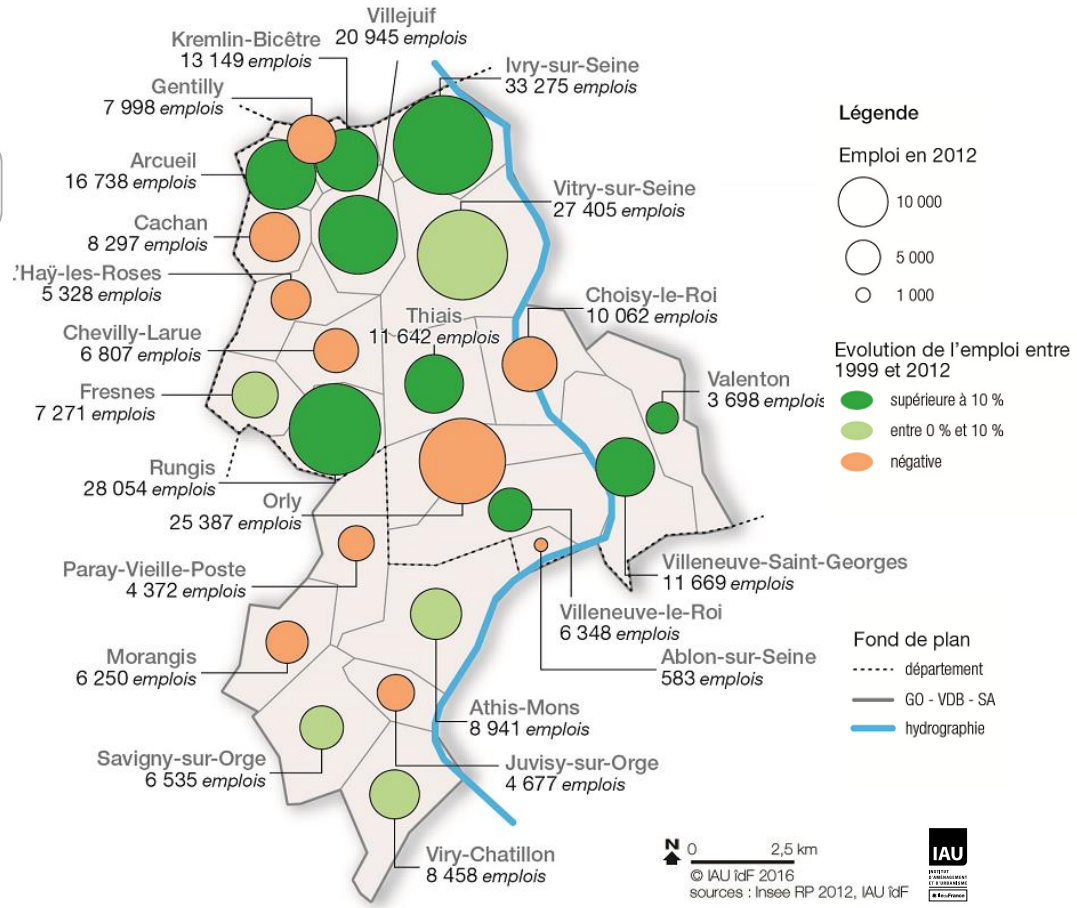 Villejuif
20 945 emplois
Kremlin-Bicêtre
13 149 emplois
Ivry-sur-Seine
33 275 emplois
Gentilly
7 998 emplois
Arcueil
16 738 emplois
Vitry-sur-Seine
27 405 emplois
Cachan
8 297 emplois
'Haÿ-les-Roses
5 328 emplois
Choisy-le-Roi
10 062 emplois
Thiais
11 642 emplois
Chevilly-Larue
6 807 emplois
Fresnes
7 271 emplois
Valenton
3 698 emplois
Rungis
28 054 emplois
Orly
25 387 emplois
Paray-Vieille-Poste
4 372 emplois
Villeneuve-Saint-Georges
11 669 emplois
Villeneuve-le-Roi
6 348 emplois
Ablon-sur-Seine
583 emplois
Morangis
6 250 emplois
Athis-Mons
8 941 emplois
Savigny-sur-Orge
6 535 emplois
Juvisy-sur-Orge
4 677 emplois
Viry-Chatillon
8 458 emplois
Légende
Emploi en 2012
10 000
5 000
1 000
Evolution de l'emploi entre
1999 et 2012
supérieure à 10 %
entre 0 % et 10 %
négative
Fond de plan
département
GO - VDB - SA
hydrographie
N 0 2,5 km
© IAU îdF 2016
sources : Insee RP 2012, IAU îdF
IAU
INSTITUT
D'AMÉNAGEMENT
ET D'URBANISME
îledeFrance